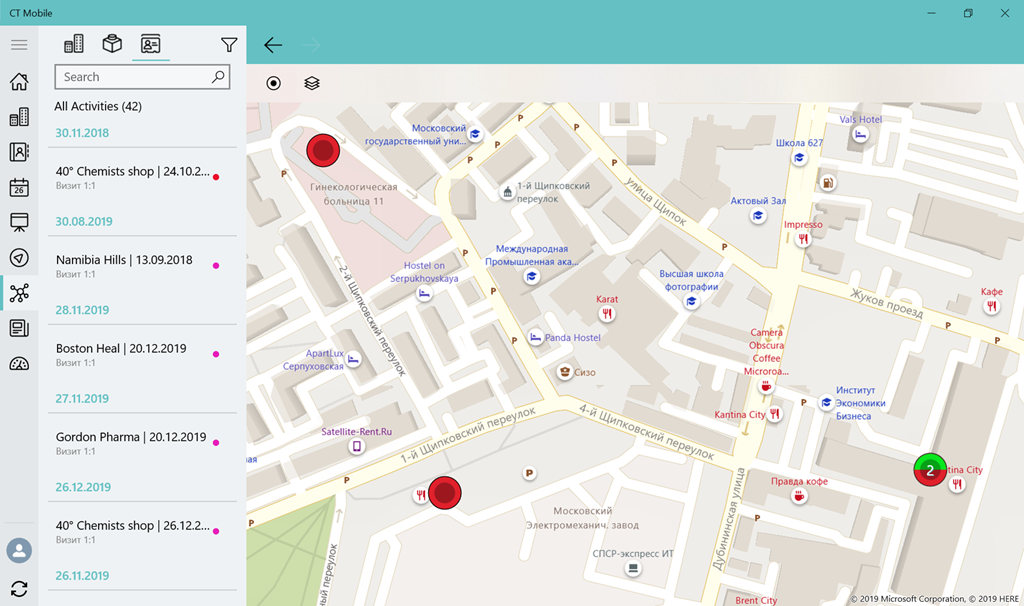 CT Mobile
26
Search
All Activities (42)
30.11.2018
40° Chemists shop | 24.10.2...
Визит 1:1
30.08.2019
Namibia Hills | 13.09.2018
Визит 1:1
28.11.2019
Boston Heal | 20.12.2019
Визит 1:1
27.11.2019
Gordon Pharma | 20.12.2019
Визит 1:1
26.12.2019
40° Chemists shop | 26.12.2...
Визит 1:1
26.11.2019
Московский
государственный уни...
P
P
P
P
P
Vals Hotel
Школа 627
P
Гинекологическая
больница 11
1-й Щипковский
переулок
улица Щипок
Актовый Зал
Impresso
P
P
Международная
Промышленная ака...
Hostel on
Serpukhovskaya
2-й Щипковский переулок
Высшая школа
фотографии
P
Karat
Жуков проезд
Кафе
P
P
P
Panda Hostel
Camera
Obscura
Coffee
Microroa...
ApartLux
Серпуховская
Сизо
Институт
Экономики
Бизнеса
P
Kantina City
Satellite-Rent.Ru
1-й Щипковский переулок
4-й Щипковский переулок
ая
P
P
2
tina City
Правда кофе
P
P
Московский
Электромеханич. завод
Дубининская улица
СПСР-экспресс ИТ
ный переулок
Brent City
© 2019 Microsoft Corporation, © 2019 HERE